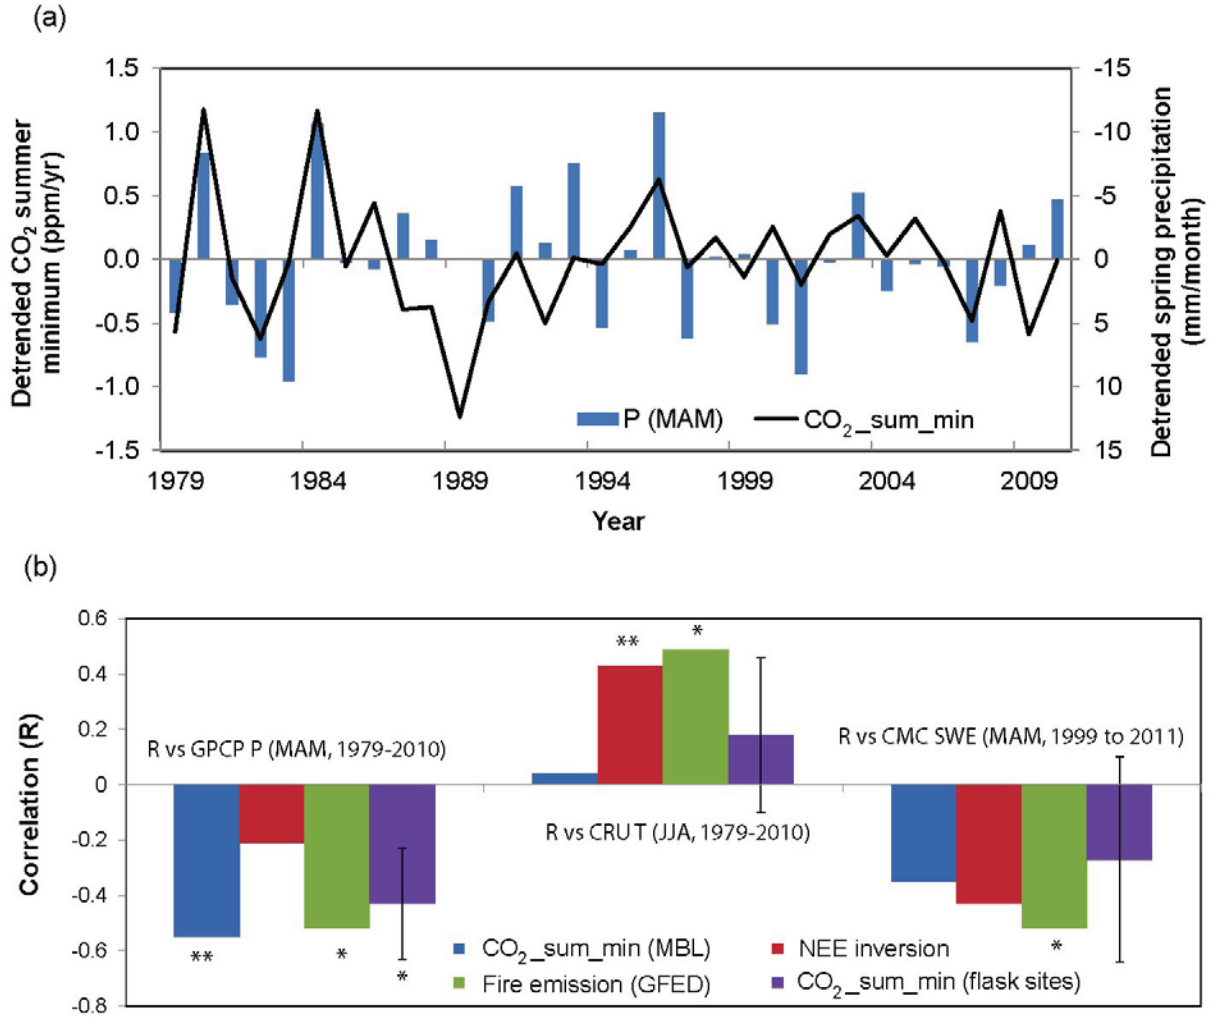 (a)
Detrended CO₂ summer
minimum (ppm/yr)
1.5
1.0
0.5
0.0
-0.5
-1.0
-1.5
-15
-10
-5
0
5
10
15
Detrended spring precipitation
(mm/month)
P (MAM) CO₂_sum_min
1979 1984 1989 1994 1999 2004 2009
Year
(b)
Correlation (R)
0.6
0.4
0.2
0
-0.2
-0.4
-0.6
-0.8
** *
R vs GPCP P (MAM, 1979-2010)
R vs CMC SWE (MAM, 1999 to 2011)
R vs CRU T (JJA, 1979-2010)
** * * *
CO₂_sum_min (MBL) NEE inversion
Fire emission (GFED) CO₂_sum_min (flask sites)